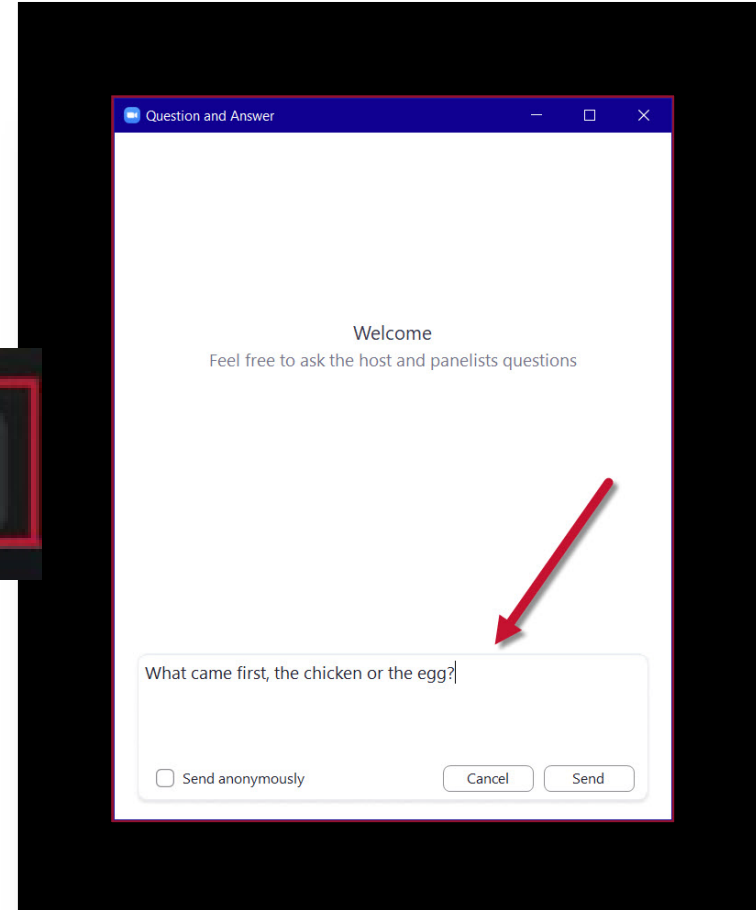 Question and Answer
Welcome
Feel free to ask the host and panelists questions
What came first, the chicken or the egg?
Send anonymously
Cancel
Send